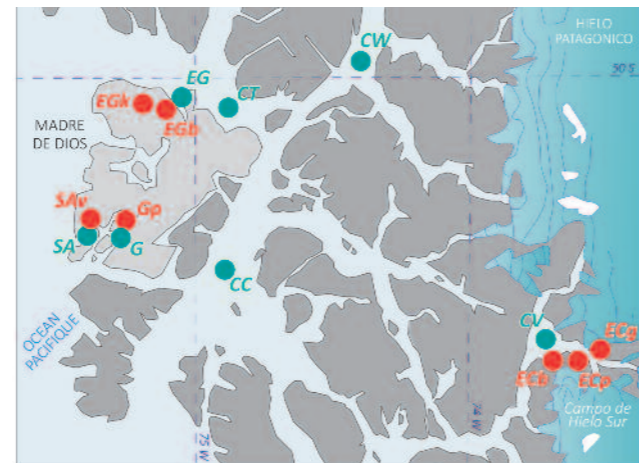 HIELO
PATAGONICO
CW
50 S
EG
CT
EGk
EGb
MADRE
DE DIOS
SAv
Gp
SA
G
CC
OCEAN
PACIFIQUE
CV
ECg
ECb
ECp
Campo de
Hielo Sur
75 W
74 W